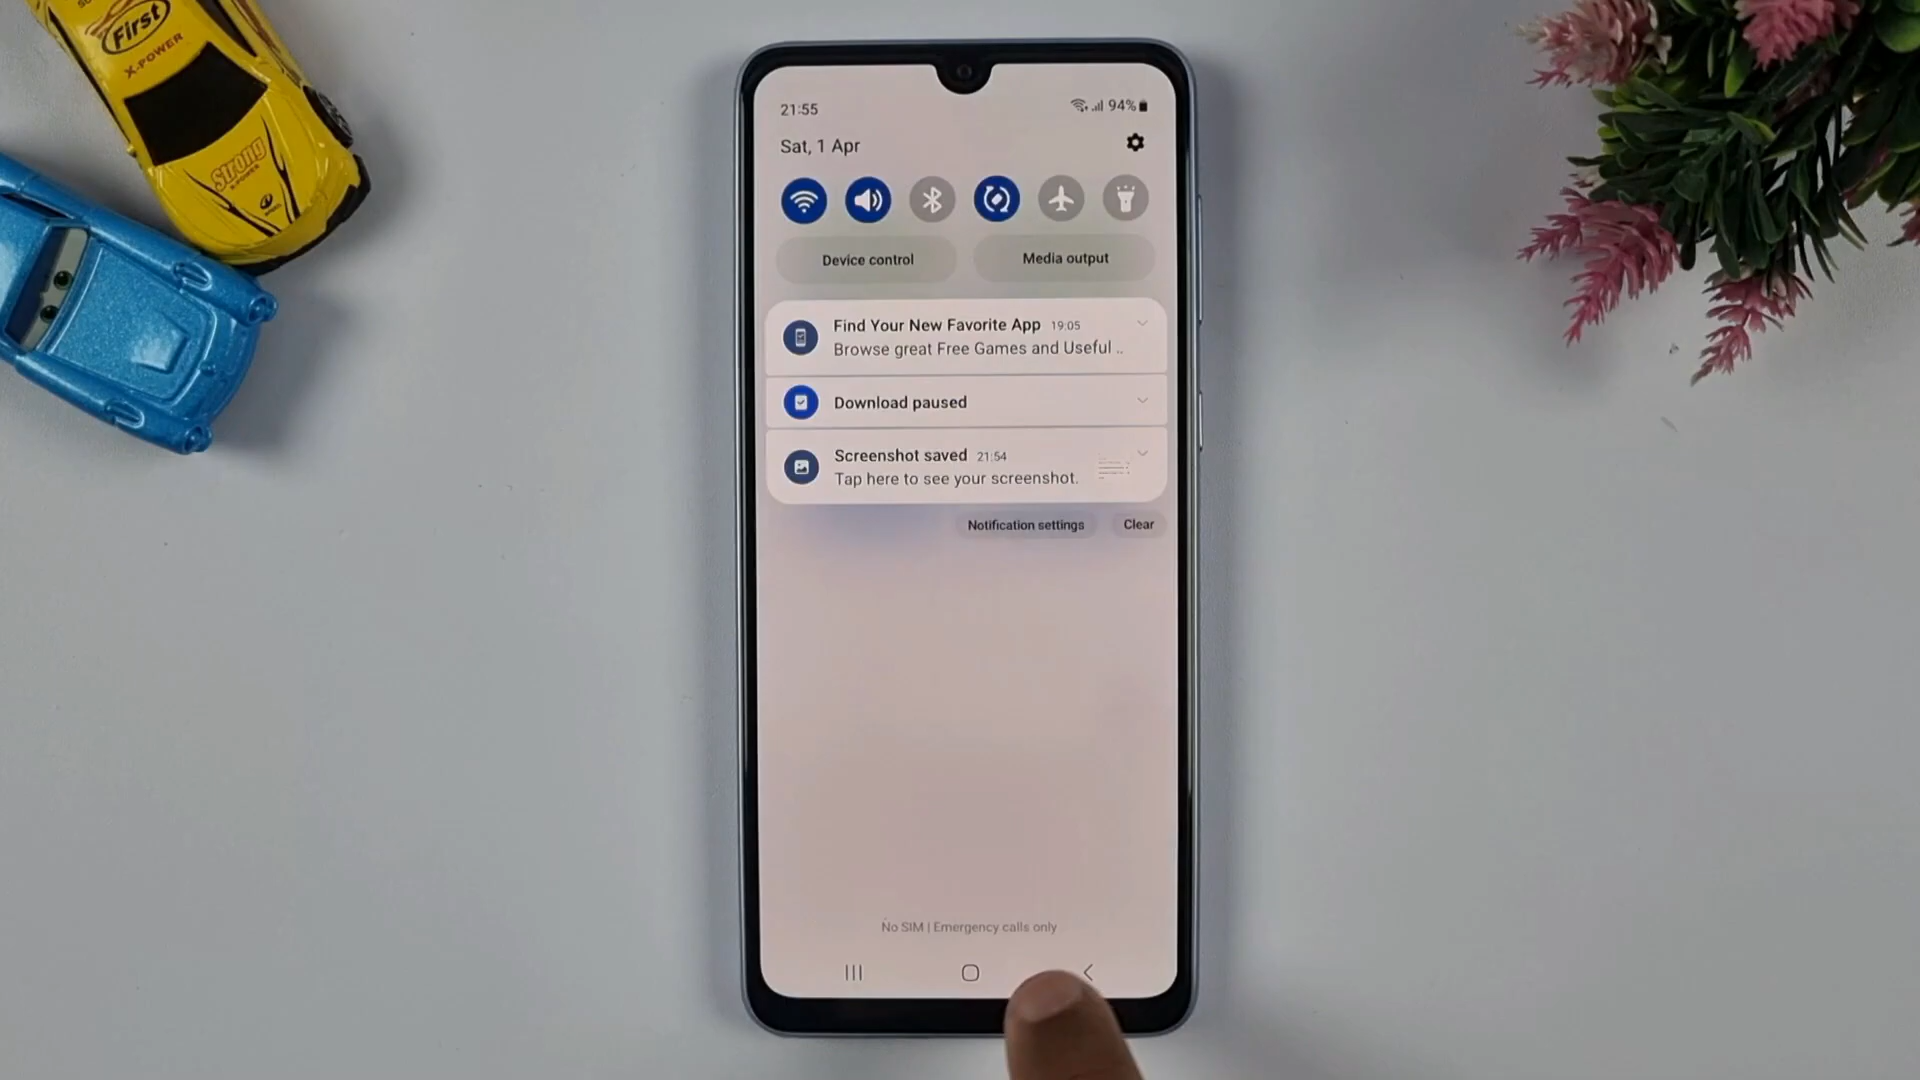 First
X-POWER
Strong
X-POWER
21:55
94%
Sat, 1 Apr
Device control
Media output
Find Your New Favorite App 19:05
Browse great Free Games and Useful ..
Download paused
Screenshot saved 21:54
Tap here to see your screenshot.
Notification settings
Clear
No SIM | Emergency calls only